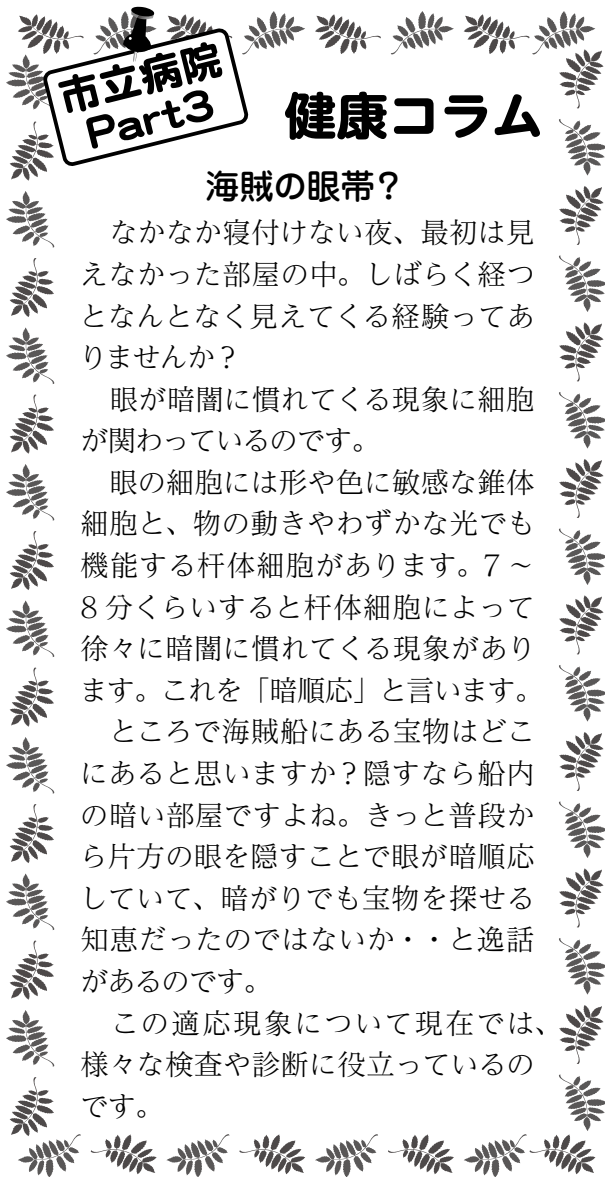 市立病院
Part3
健康コラム
海賊の眼帯？
なかなか寝付けない夜、最初は見
えなかった部屋の中。しばらく経つ
となんとなく見えてくる経験ってあ
りませんか？
眼が暗闇に慣れてくる現象に細胞
が関わっているのです。
眼の細胞には形や色に敏感な錐体
細胞と、物の動きやわずかな光でも
機能する杆体細胞があります。７～
８分くらいすると杆体細胞によって
徐々に暗闇に慣れてくる現象があり
ます。これを「暗順応」と言います。
ところで海賊船にある宝物はどこ
にあると思いますか？隠すなら船内
の暗い部屋ですよね。きっと普段か
ら片方の眼を隠すことで眼が暗順応
していて、暗がりでも宝物を探せる
知恵だったのではないか・・と逸話
があるのです。
この適応現象について現在では、
様々な検査や診断に役立っているの
です。